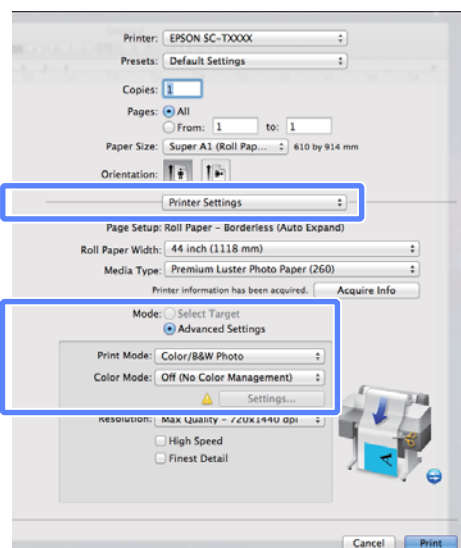 Printer: EPSON SC-TXXXX
Presets: Default Settings
Copies: 1
Pages: All
From: 1 to: 1
Paper Size: Super A1 (Roll Pap... 610 by 914 mm
Orientation:
Printer Settings
Page Setup: Roll Paper – Borderless (Auto Expand)
Roll Paper Width: 44 inch (1118 mm)
Media Type: Premium Luster Photo Paper (260)
Printer information has been acquired. Acquire Info
Mode: Select Target
Advanced Settings
Print Mode: Color/B&W Photo
Color Mode: Off (No Color Management)
Settings...
Resolution: Max Quality – 720x1440 dpi
High Speed
Finest Detail
Cancel Print